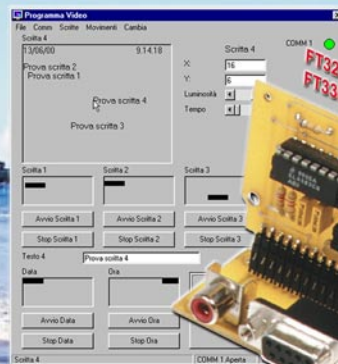 Programma Video
File Comm Scritte Movimenti Cambia
Scritta 4
13/06/00 9.14.18
Prova scritta 2
Prova scritta 1
Prova scritta 4
Prova scritta 3
Scritta 4
COMM 1
X: 16
Y: 6
Luminosità
Tempo
FT32
FT33
Scritta 1 Scritta 2 Scritta 3
Avvio Scritta 1 Avvio Scritta 2 Avvio Scritta 3
Stop Scritta 1 Stop Scritta 2 Stop Scritta 3
Testo 4 Prova scritta 4
Data Ora
Avvio Data Avvio Ora
Stop Data Stop Ora
Scritta 4 COMM 1 Aperta